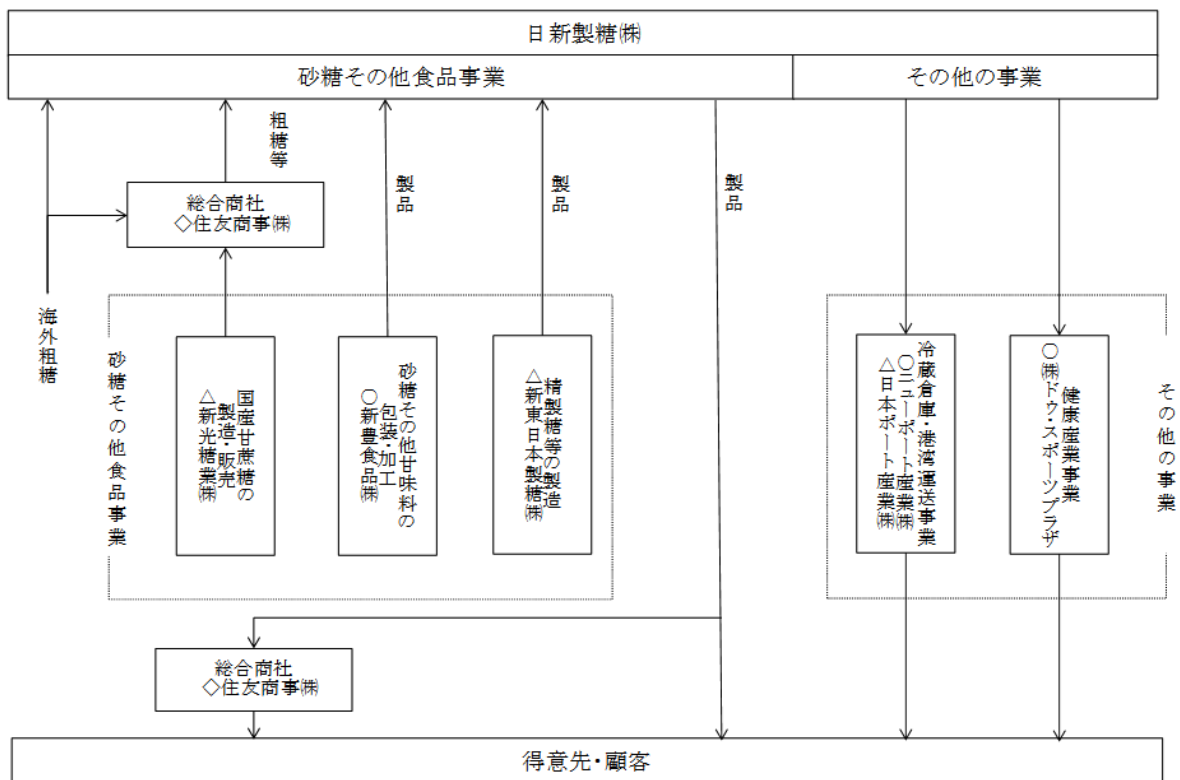 日新製糖㈱
砂糖その他食品事業
その他の事業
粗糖等
製品
製品
製品
総合商社
◇住友商事㈱
海外粗糖
砂糖その他食品事業
国産甘蔗糖の
製造・販売
△新光糖業㈱
砂糖その他甘味料の
包装・加工
○新豊食品㈱
精製糖等の製造
△新東日本製糖㈱
冷蔵倉庫・港湾運送事業
○ニューポート産業㈱
△日本ポート産業㈱
健康産業事業
○㈱ドゥ・スポーツプラザ
その他の事業
総合商社
◇住友商事㈱
得意先・顧客